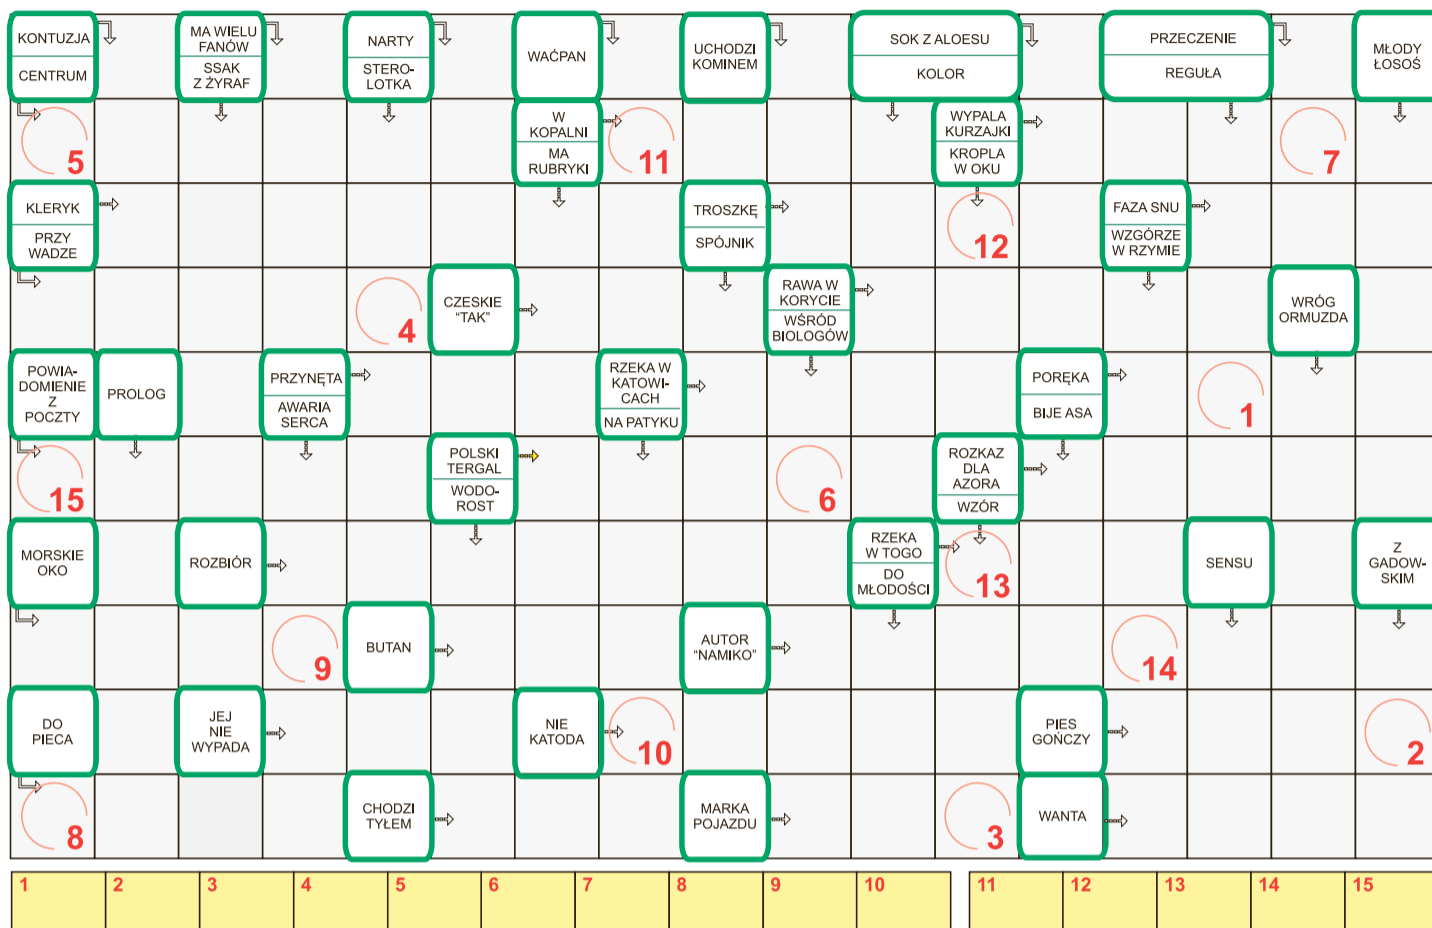 KONTUZJA
CENTRUM
MA WIELU
FANÓW
SSAK
Z ŻYRAF
NARTY
STERO-
LOTKA
WAĆPAN
UCHODZI
KOMINEM
SOK Z ALOESU
KOLOR
PRZECZENIE
REGUŁA
MŁODY
ŁOSOŚ
5
W
KOPALNI
MA
RUBRYKI
11
WYPALA
KURZAJKI
KROPLA
W OKU
7
KLERYK
PRZY
WADZE
TROSZKĘ
SPÓJNIK
12
FAZA SNU
WZGÓRZE
W RZYMIE
4
CZESKIE
"TAK"
RAWA W
KORYCIE
WŚRÓD
BIOLOGÓW
WRÓG
ORMUZDA
POWIA-
DOMIENIE
Z
POCZTY
PROLOG
PRZYNĘTA
AWARIA
SERCA
RZEKA W
KATOWI-
CACH
NA PATYKU
PORĘKA
BIJE ASA
1
15
POLSKI
TERGAL
WODO-
ROST
6
ROZKAZ
DLA
AZORA
WZÓR
MORSKIE
OKO
ROZBIÓR
RZEKA
W TOGO
DO
MŁODOŚCI
13
SENSU
Z
GADOW-
SKIM
9
BUTAN
AUTOR
"NAMIKO"
14
DO
PIECA
JEJ
NIE
WYPADA
NIE
KATODA
10
PIES
GOŃCZY
2
8
CHODZI
TYŁEM
MARKA
POJAZDU
3
WANTA
1 2 3 4 5 6 7 8 9 10 11 12 13 14 15